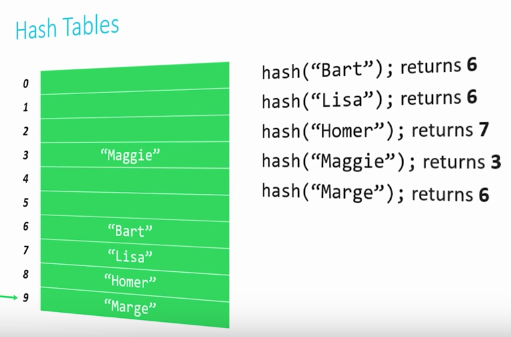 Hash Tables
0
1
2
3 "Maggie"
4
5
6 "Bart"
7 "Lisa"
8 "Homer"
9 "Marge"
hash("Bart"); returns 6
hash("Lisa"); returns 6
hash("Homer"); returns 7
hash("Maggie"); returns 3
hash("Marge"); returns 6